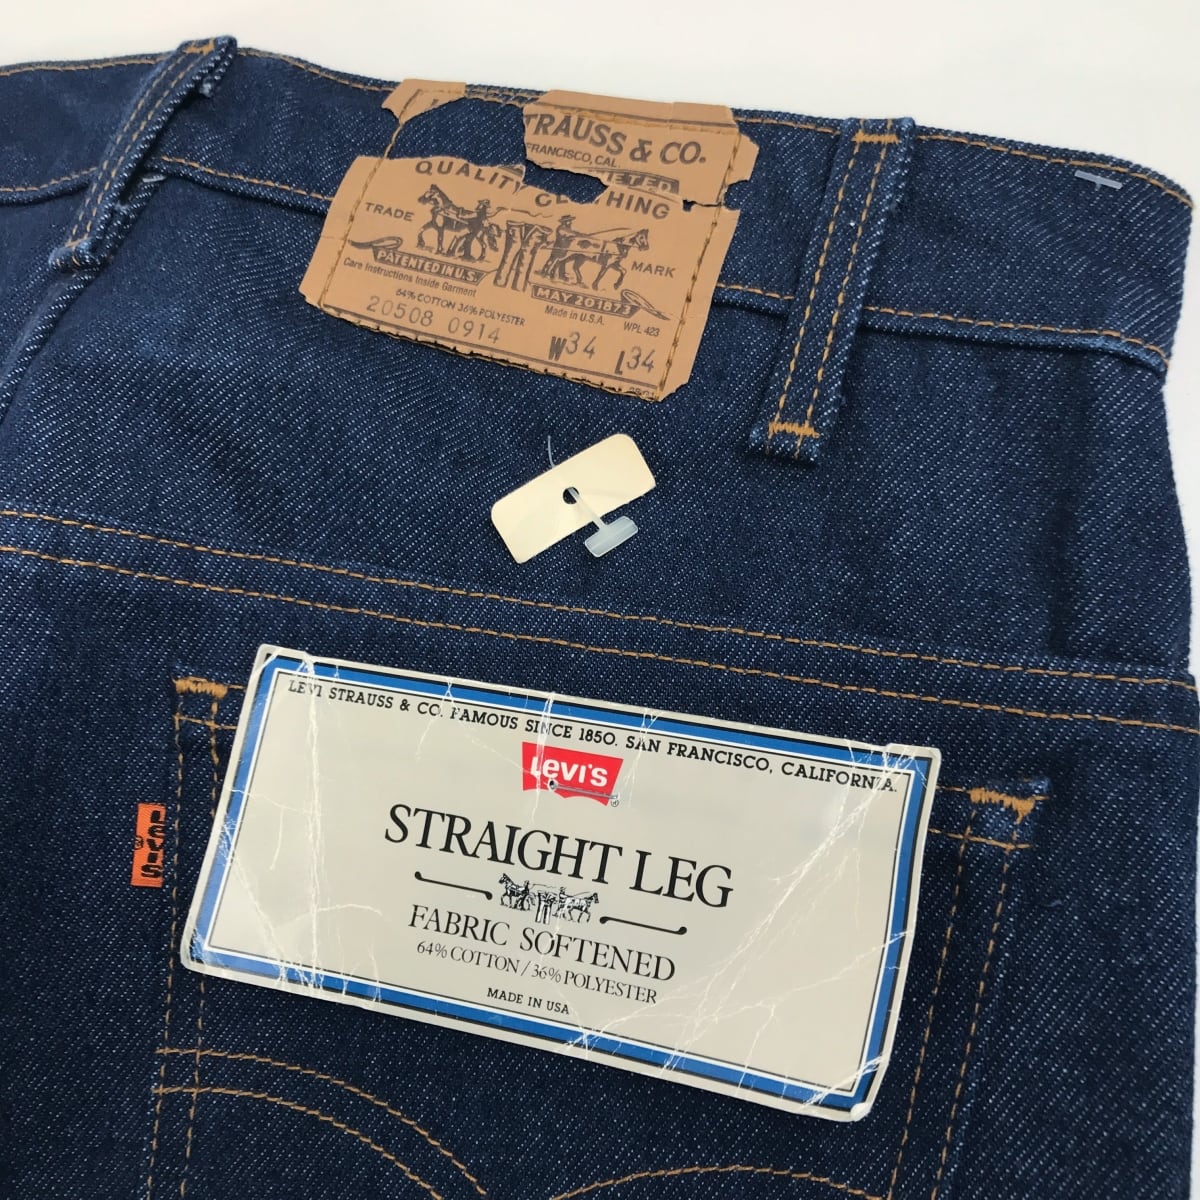 TRAUSS & CO.
FRANCISCO, CAL.
QUALITY CLOTHING
TRADE MARK
PATENTED IN U.S. MAY 20 1873
Care Instructions Inside Garment
64% COTTON 36% POLYESTER Made in U.S.A. WPL 423
20508 0914 W34 L34
LEVI STRAUSS & CO. FAMOUS SINCE 1850. SAN FRANCISCO, CALIFORNIA.
Levi's ®
STRAIGHT LEG
FABRIC SOFTENED
64% COTTON/36% POLYESTER
MADE IN USA
LEVI'S ®